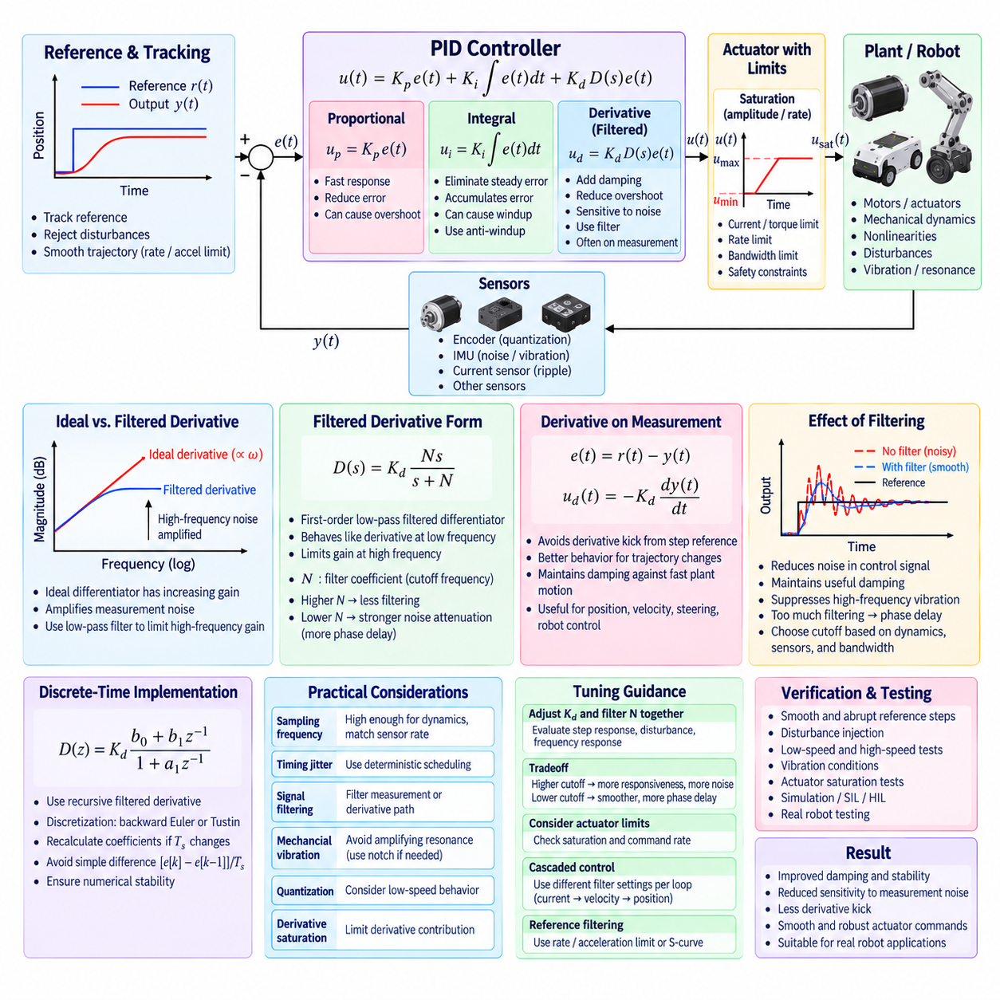 Reference & Tracking
Reference r(t)
Output y(t)
Position
Time
• Track reference
• Reject disturbances
• Smooth trajectory (rate / accel limit)
+
−
e(t)
PID Controller
u(t) = K_p e(t) + K_i ∫ e(t)dt + K_d D(s)e(t)
Proportional
u_p = K_p e(t)
• Fast response
• Reduce error
• Can cause overshoot
Integral
u_i = K_i ∫ e(t)dt
• Eliminate steady error
• Accumulates error
• Can cause windup
• Use anti-windup
Derivative
(Filtered)
u_d = K_d D(s)e(t)
• Add damping
• Reduce overshoot
• Sensitive to noise
• Use filter
• Often on measurement
u(t)
Actuator with
Limits
Saturation
(amplitude / rate)
u(t)
u_max
u_min
Time
• Current / torque limit
• Rate limit
• Bandwidth limit
• Safety constraints
u_sat(t)
Plant / Robot
• Motors / actuators
• Mechanical dynamics
• Nonlinearities
• Disturbances
• Vibration / resonance
Sensors
• Encoder (quantization)
• IMU (noise / vibration)
• Current sensor (ripple)
• Other sensors
y(t)
Ideal vs. Filtered Derivative
Magnitude (dB)
Ideal derivative (∝ ω)
Filtered derivative
High-frequency noise
amplified
Frequency (log)
• Ideal differentiator has increasing gain
• Amplifies measurement noise
• Use low-pass filter to limit high-frequency gain
Filtered Derivative Form
D(s) = K_d Ns / (s + N)
• First-order low-pass filtered differentiator
• Behaves like derivative at low frequency
• Limits gain at high frequency
• N : filter coefficient (cutoff frequency)
• Higher N → less filtering
• Lower N → stronger noise attenuation
(more phase delay)
Derivative on Measurement
e(t) = r(t) − y(t)
u_d(t) = −K_d dy(t)/dt
• Avoids derivative kick from step reference
• Better behavior for trajectory changes
• Maintains damping against fast plant
motion
• Useful for position, velocity, steering,
robot control
Effect of Filtering
Output
No filter (noisy)
With filter (smooth)
Reference
Time
• Reduces noise in control signal
• Maintains useful damping
• Suppresses high-frequency vibration
• Too much filtering → phase delay
• Choose cutoff based on dynamics,
sensors, and bandwidth
Discrete-Time Implementation
D(z) = K_d (b_0 + b_1 z^−1) / (1 + a_1 z^−1)
• Use recursive filtered derivative
• Discretization: backward Euler or Tustin
• Recalculate coefficients if T_s changes
• Avoid simple difference [e[k] − e[k−1]]/T_s
• Ensure numerical stability
Practical Considerations
Sampling
frequency
High enough for dynamics,
match sensor rate
Timing jitter
Use deterministic scheduling
Signal
filtering
Filter measurement or
derivative path
Mechancial
vibration
Avoid amplifying resonance
(use notch if needed)
Quantization
Consider low-speed behavior
Derivative
saturation
Limit derivative contribution
Tuning Guidance
Adjust K_d and filter N together
Evaluate step response, disturbance,
frequency response
Tradeoff
Higher cutoff → more responsiveness, more noise
Lower cutoff → smoother, more phase delay
Consider actuator limits
Check saturation and command rate
Cascaded control
Use different filter settings per loop
(current → velocity → position)
Reference filtering
Use rate / acceleration limit or S-curve
Verification & Testing
• Smooth and abrupt reference steps
• Disturbance injection
• Low-speed and high-speed tests
• Vibration conditions
• Actuator saturation tests
• Simulation / SIL / HIL
• Real robot testing
Result
• Improved damping and stability
• Reduced sensitivity to measurement noise
• Less derivative kick
• Smooth and robust actuator commands
• Suitable for real robot applications